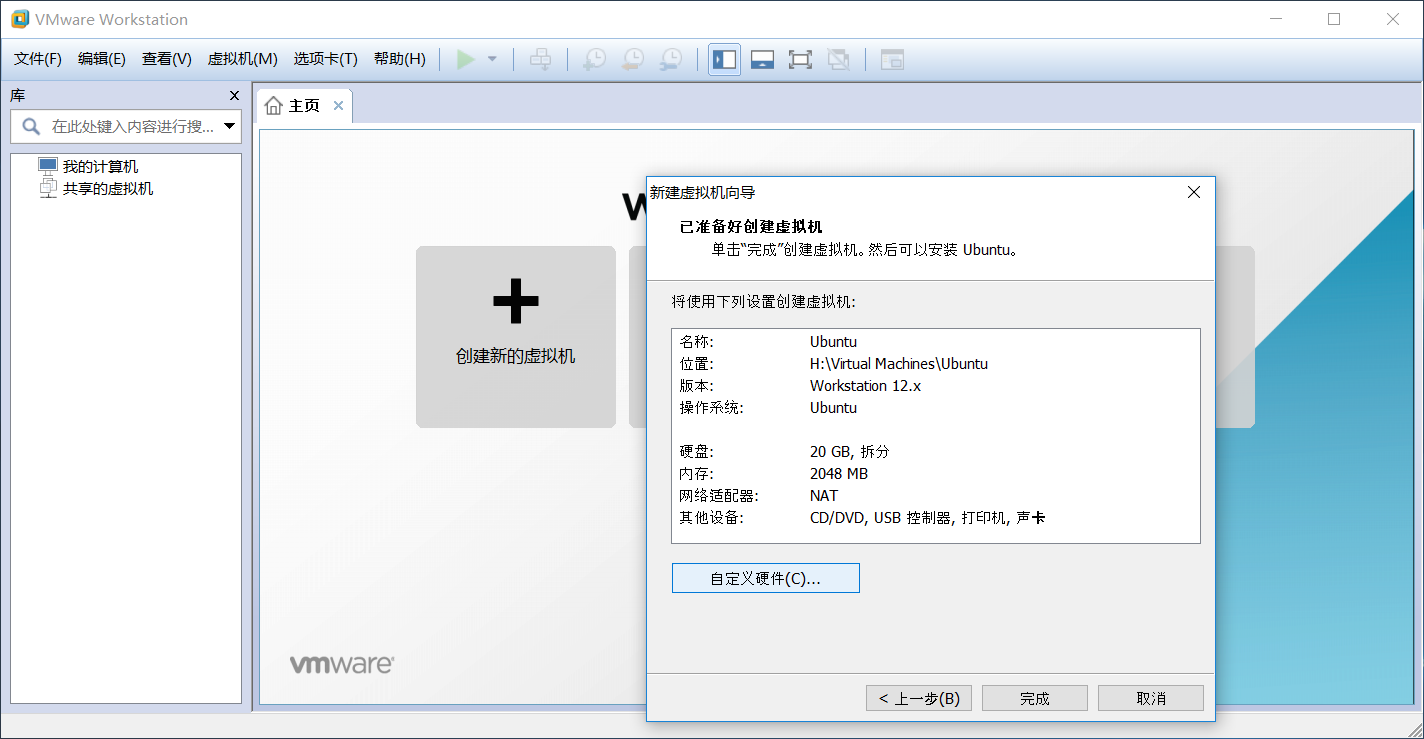 VMware Workstation
文件(F) 编辑(E) 查看(V) 虚拟机(M) 选项卡(T) 帮助(H)
库
在此处键入内容进行搜...
我的计算机
共享的虚拟机
主页
W
创建新的虚拟机
vmware
新建虚拟机向导
已准备好创建虚拟机
单击“完成”创建虚拟机。然后可以安装 Ubuntu。
将使用下列设置创建虚拟机:
名称: Ubuntu
位置: H:\Virtual Machines\Ubuntu
版本: Workstation 12.x
操作系统: Ubuntu
硬盘: 20 GB, 拆分
内存: 2048 MB
网络适配器: NAT
其他设备: CD/DVD, USB 控制器, 打印机, 声卡
自定义硬件(C)...
< 上一步(B) 完成 取消